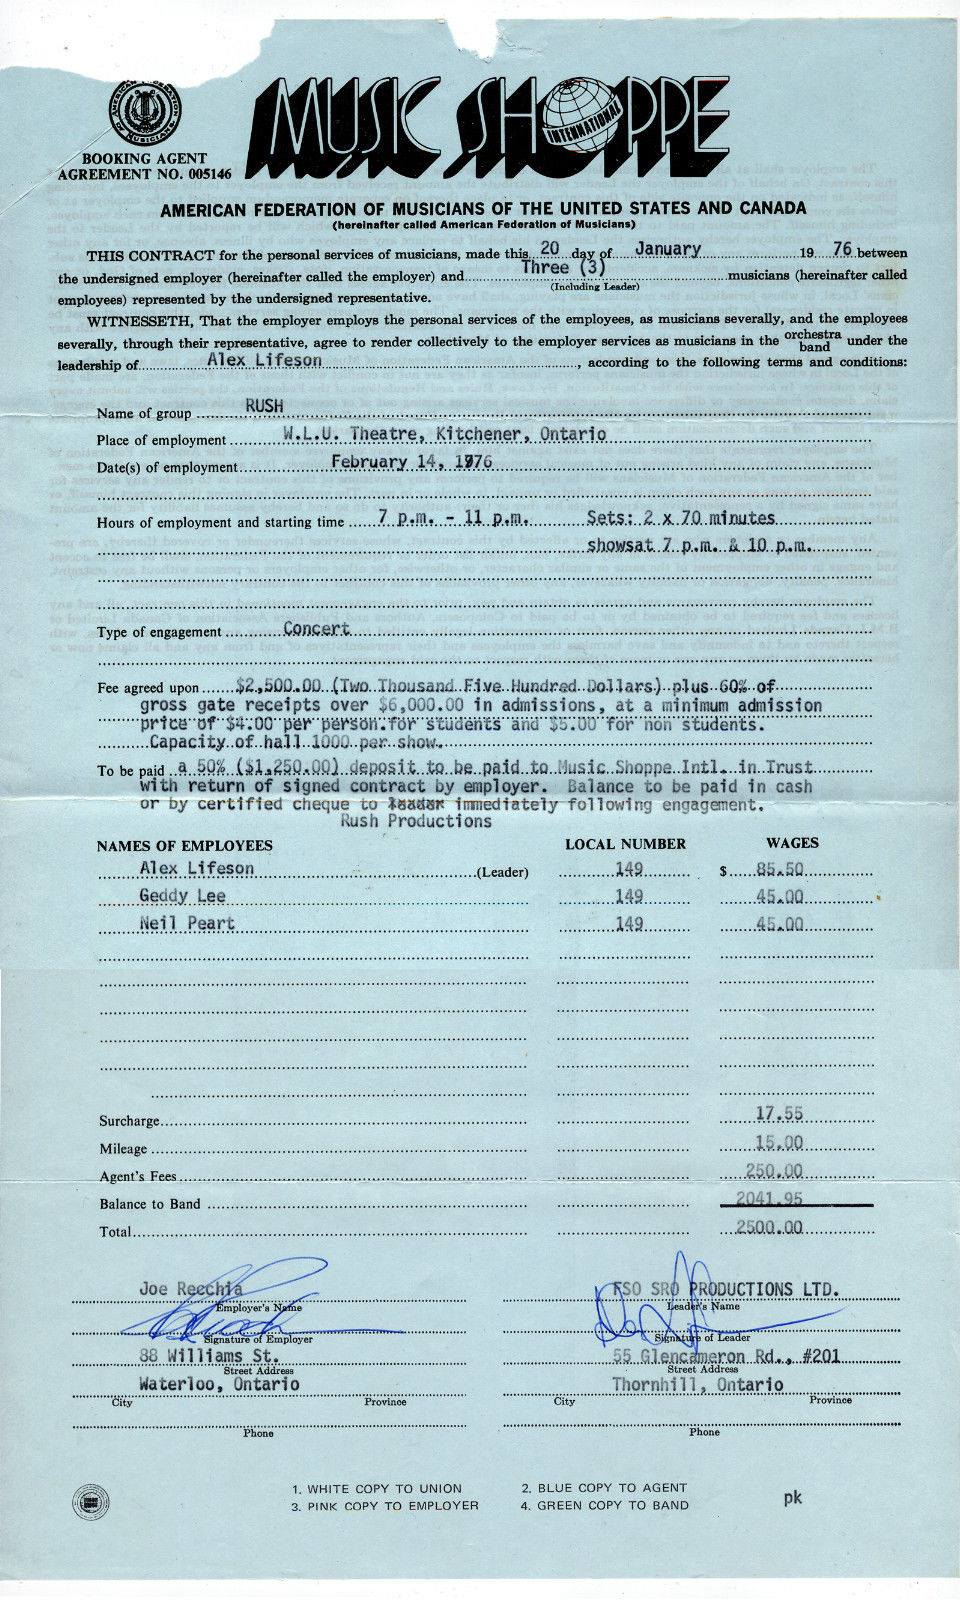 MUSIC SHOPPE
INTERNATIONAL
AMERICAN FEDERATION OF MUSICIANS
BOOKING AGENT
AGREEMENT NO. 005146
AMERICAN FEDERATION OF MUSICIANS OF THE UNITED STATES AND CANADA
(hereinafter called American Federation of Musicians)
THIS CONTRACT for the personal services of musicians, made this 20 day of January 19 76 between
the undersigned employer (hereinafter called the employer) and Three (3) musicians (hereinafter called
(Including Leader)
employees) represented by the undersigned representative.
WITNESSETH, That the employer employs the personal services of the employees, as musicians severally, and the employees
severally, through their representative, agree to render collectively to the employer services as musicians in the orchestra band under the
leadership of Alex Lifeson, according to the following terms and conditions:
Name of group RUSH
Place of employment W.L.U. Theatre, Kitchener, Ontario
Date(s) of employment February 14, 1976
Hours of employment and starting time 7 p.m. - 11 p.m. Sets: 2 x 70 minutes
showsat 7 p.m. & 10 p.m.
Type of engagement Concert
Fee agreed upon $2,500.00 (Two Thousand Five Hundred Dollars) plus 60% of
gross gate receipts over $6,000.00 in admissions, at a minimum admission
price of $4.00 per person for students and $5.00 for non students.
Capacity of hall 1000 per show.
To be paid a 50% ($1,250.00) deposit to be paid to Music Shoppe Intl. in Trust
with return of signed contract by employer. Balance to be paid in cash
or by certified cheque to leader immediately following engagement.
Rush Productions
NAMES OF EMPLOYEES LOCAL NUMBER WAGES
Alex Lifeson (Leader) 149 $ 85.50
Geddy Lee 149 45.00
Neil Peart 149 45.00
Surcharge 17.55
Mileage 15.00
Agent's Fees 250.00
Balance to Band 2041.95
Total 2500.00
Joe Recchia FSO SRO PRODUCTIONS LTD.
Employer's Name Leader's Name
Signature of Employer Signature of Leader
88 Williams St. 55 Glencameron Rd., #201
Street Address Street Address
Waterloo, Ontario Thornhill, Ontario
City Province City Province
Phone Phone
1. WHITE COPY TO UNION 2. BLUE COPY TO AGENT
3. PINK COPY TO EMPLOYER 4. GREEN COPY TO BAND
pk